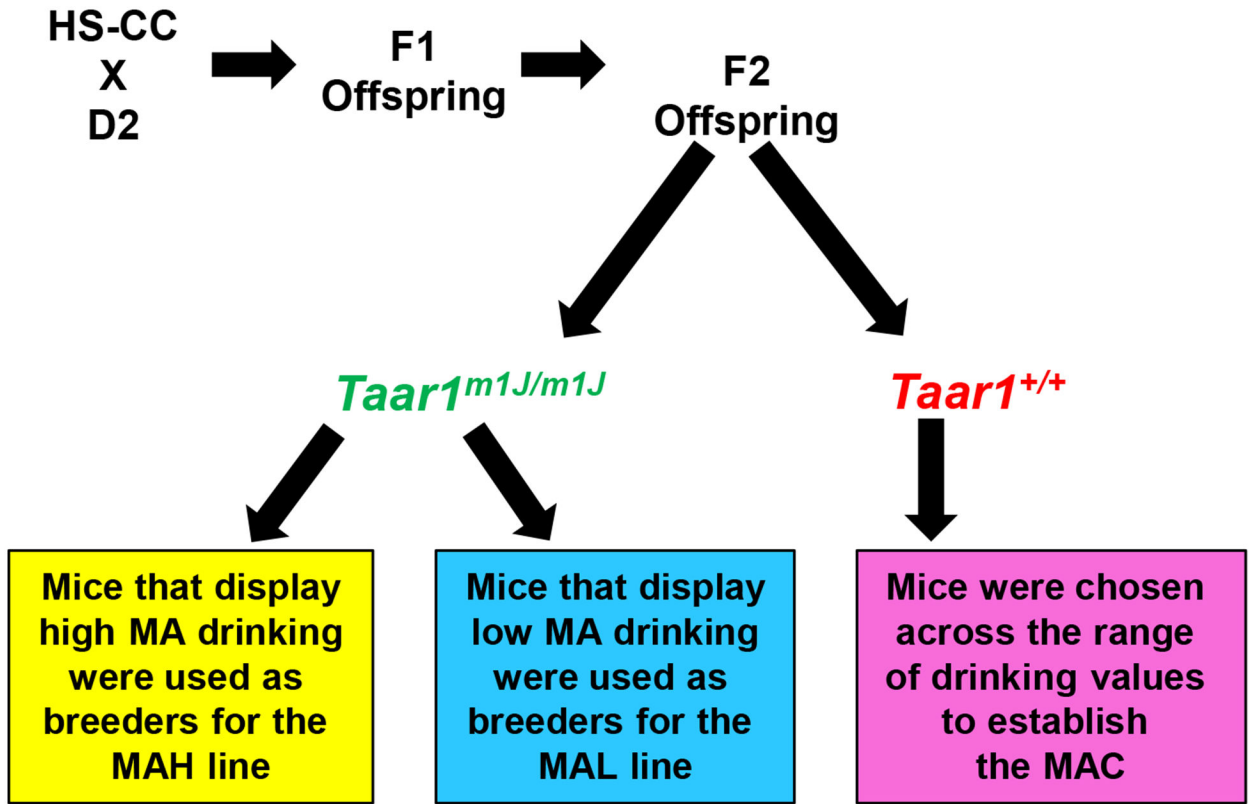 HS-CC
X
D2
F1
Offspring
F2
Offspring
Taar1^m1J/m1J
Taar1^+/+
Mice that display
high MA drinking
were used as
breeders for the
MAH line
Mice that display
low MA drinking
were used as
breeders for the
MAL line
Mice were chosen
across the range
of drinking values
to establish
the MAC